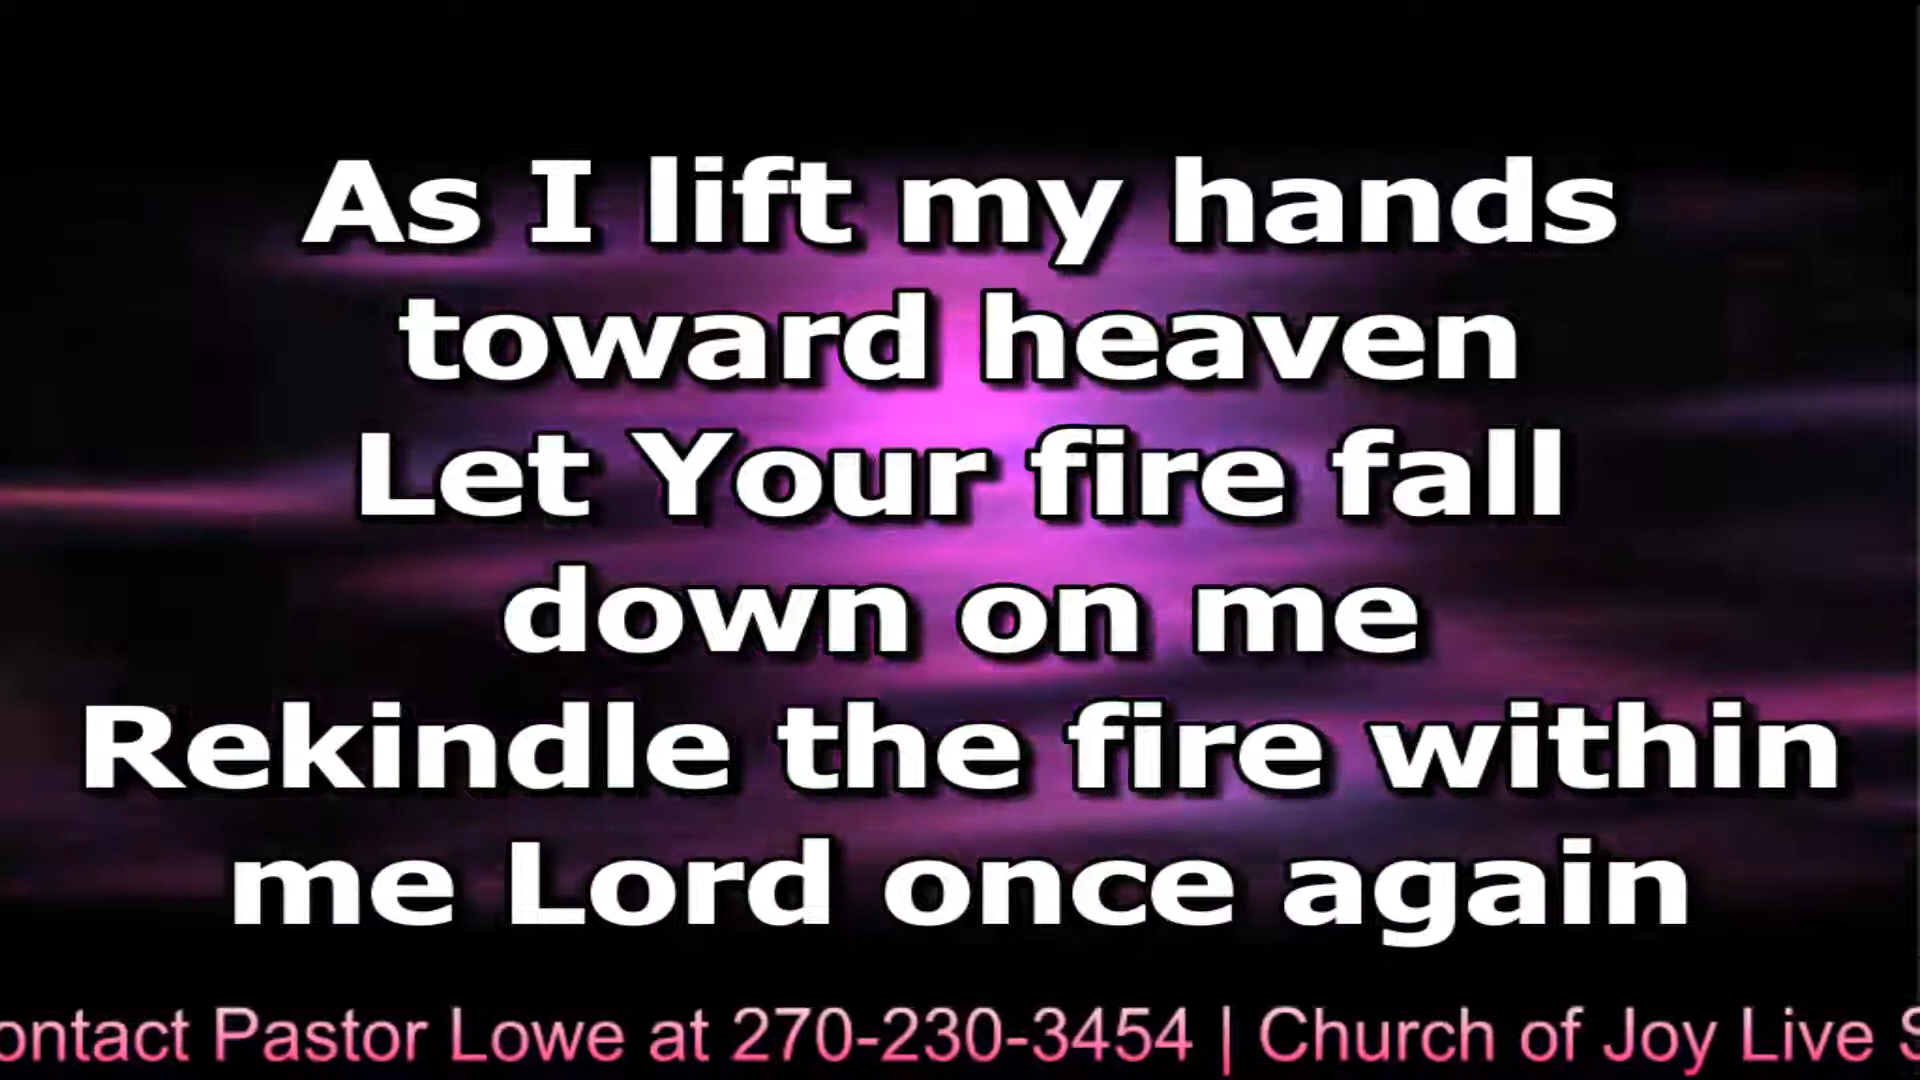 As I lift my hands
toward heaven
Let Your fire fall
down on me
Rekindle the fire within
me Lord once again
ontact Pastor Lowe at 270-230-3454 | Church of Joy Live S